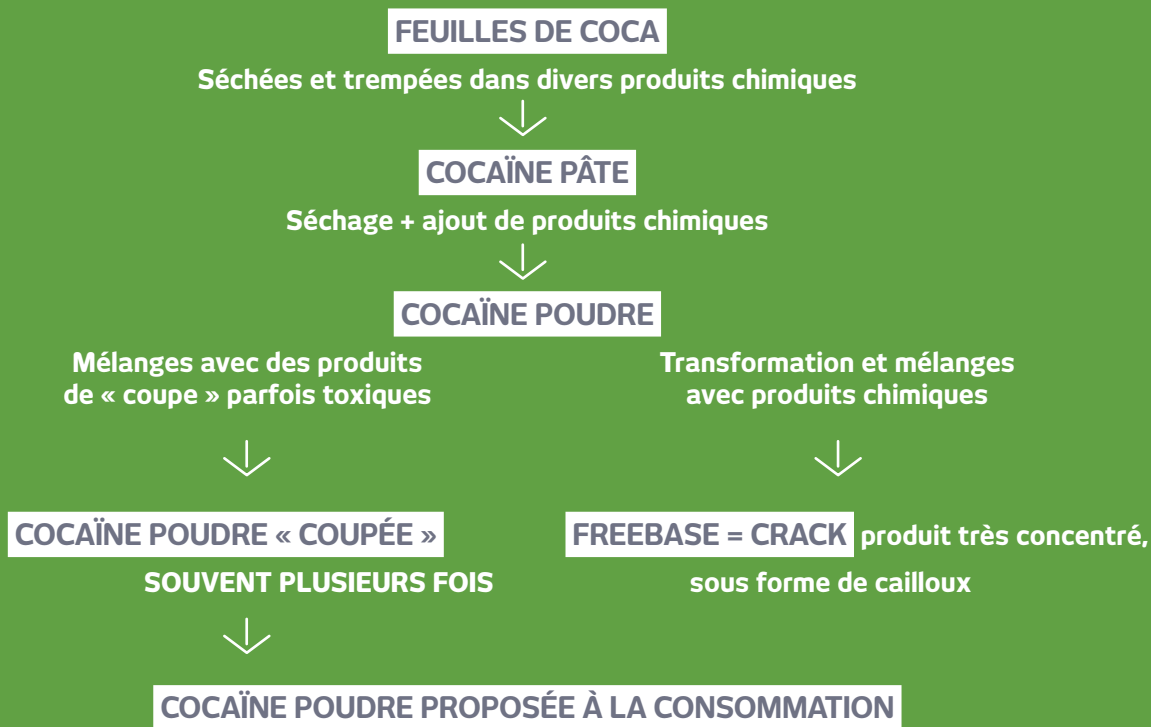 FEUILLES DE COCA
Séchées et trempées dans divers produits chimiques
COCAÏNE PÂTE
Séchage + ajout de produits chimiques
COCAÏNE POUDRE
Mélanges avec des produits
de « coupe » parfois toxiques
Transformation et mélanges
avec produits chimiques
COCAÏNE POUDRE « COUPÉE »
SOUVENT PLUSIEURS FOIS
FREEBASE = CRACK produit très concentré,
sous forme de cailloux
COCAÏNE POUDRE PROPOSÉE À LA CONSOMMATION